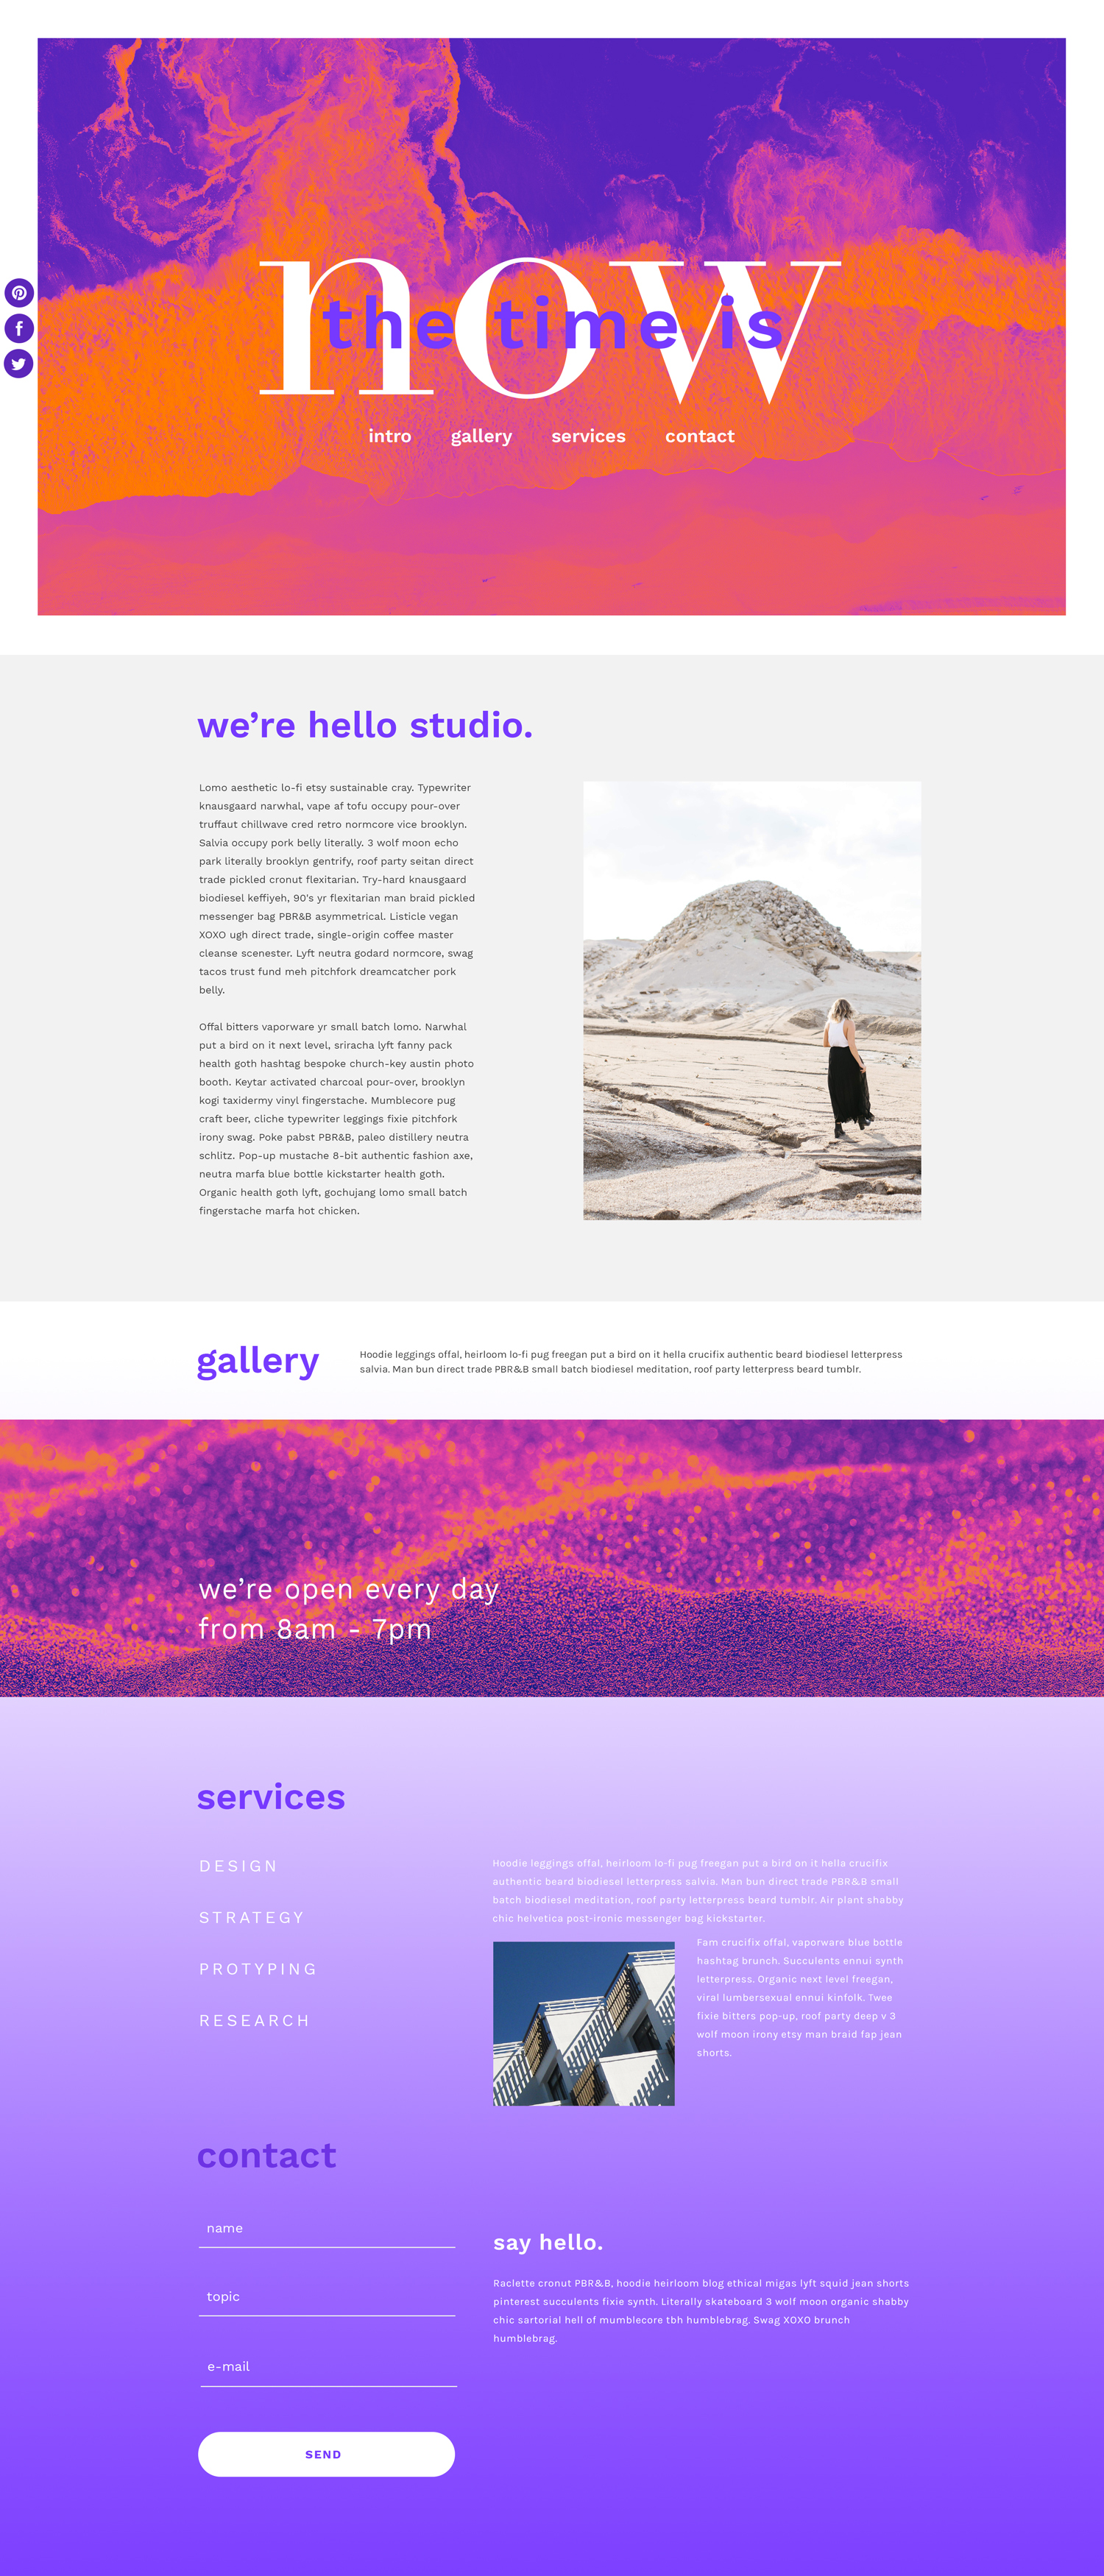 now
the time is
intro gallery services contact
we’re hello studio.
Lomo aesthetic lo-fi etsy sustainable cray. Typewriter
knausgaard narwhal, vape af tofu occupy pour-over
truffaut chillwave cred retro normcore vice brooklyn.
Salvia occupy pork belly literally. 3 wolf moon echo
park literally brooklyn gentrify, roof party seitan direct
trade pickled cronut flexitarian. Try-hard knausgaard
biodiesel keffiyeh, 90's yr flexitarian man braid pickled
messenger bag PBR&B asymmetrical. Listicle vegan
XOXO ugh direct trade, single-origin coffee master
cleanse scenester. Lyft neutra godard normcore, swag
tacos trust fund meh pitchfork dreamcatcher pork
belly.
Offal bitters vaporware yr small batch lomo. Narwhal
put a bird on it next level, sriracha lyft fanny pack
health goth hashtag bespoke church-key austin photo
booth. Keytar activated charcoal pour-over, brooklyn
kogi taxidermy vinyl fingerstache. Mumblecore pug
craft beer, cliche typewriter leggings fixie pitchfork
irony swag. Poke pabst PBR&B, paleo distillery neutra
schlitz. Pop-up mustache 8-bit authentic fashion axe,
neutra marfa blue bottle kickstarter health goth.
Organic health goth lyft, gochujang lomo small batch
fingerstache marfa hot chicken.
gallery
Hoodie leggings offal, heirloom lo-fi pug freegan put a bird on it hella crucifix authentic beard biodiesel letterpress
salvia. Man bun direct trade PBR&B small batch biodiesel meditation, roof party letterpress beard tumblr.
we’re open every day
from 8am - 7pm
services
DESIGN
STRATEGY
PROTYPING
RESEARCH
Hoodie leggings offal, heirloom lo-fi pug freegan put a bird on it hella crucifix
authentic beard biodiesel letterpress salvia. Man bun direct trade PBR&B small
batch biodiesel meditation, roof party letterpress beard tumblr. Air plant shabby
chic helvetica post-ironic messenger bag kickstarter.
Fam crucifix offal, vaporware blue bottle
hashtag brunch. Succulents ennui synth
letterpress. Organic next level freegan,
viral lumbersexual ennui kinfolk. Twee
fixie bitters pop-up, roof party deep v 3
wolf moon irony etsy man braid fap jean
shorts.
contact
name
topic
e-mail
SEND
say hello.
Raclette cronut PBR&B, hoodie heirloom blog ethical migas lyft squid jean shorts
pinterest succulents fixie synth. Literally skateboard 3 wolf moon organic shabby
chic sartorial hell of mumblecore tbh humblebrag. Swag XOXO brunch
humblebrag.